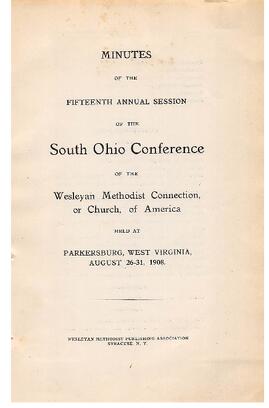 MINUTES
OF THE
FIFTEENTH ANNUAL SESSION
OF THE
South Ohio Conference
OF THE
Wesleyan Methodist Connection,
or Church, of America
HELD AT
PARKERSBURG, WEST VIRGINIA,
AUGUST 26-31, 1908.
WESLEYAN METHODIST PUBLISHING ASSOCIATION
SYRACUSE, N. Y.